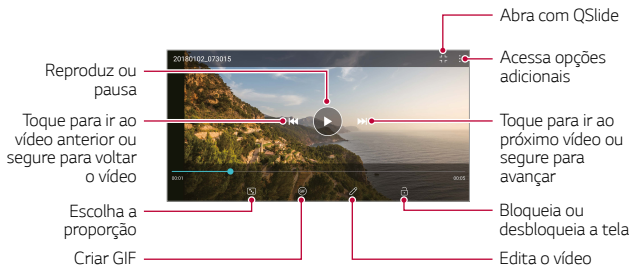 Abra com QSlide
20180102_073015
Acessa opções
adicionais
Reproduz ou
pausa
Toque para ir ao
vídeo anterior ou
segure para voltar
o vídeo
Toque para ir ao
próximo vídeo ou
segure para
avançar
00:01
00:05
Escolha a
proporção
GIF
Bloqueia ou
desbloqueia a tela
Criar GIF
Edita o vídeo